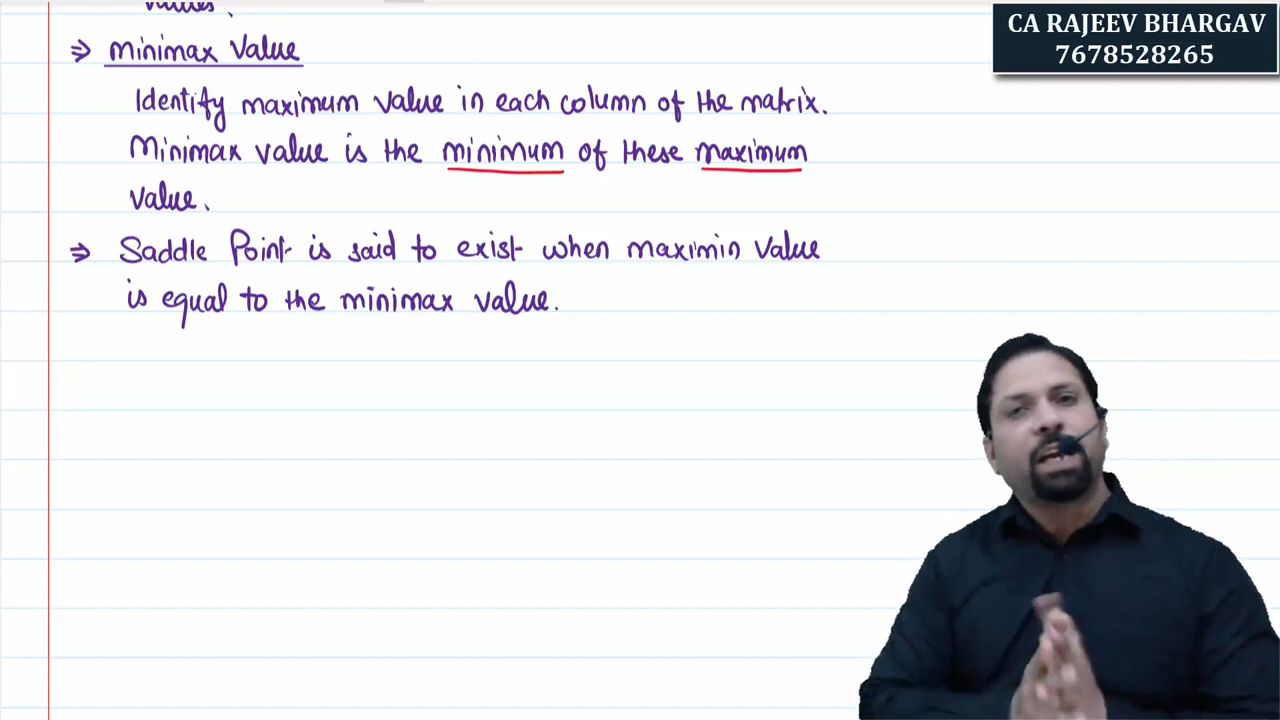 values.
⇒ minimax Value
Identify maximum value in each column of the matrix.
Minimax value is the minimum of these maximum
value.
⇒ Saddle Point is said to exist when maximin value
is equal to the minimax value.
CA RAJEEV BHARGAV
7678528265